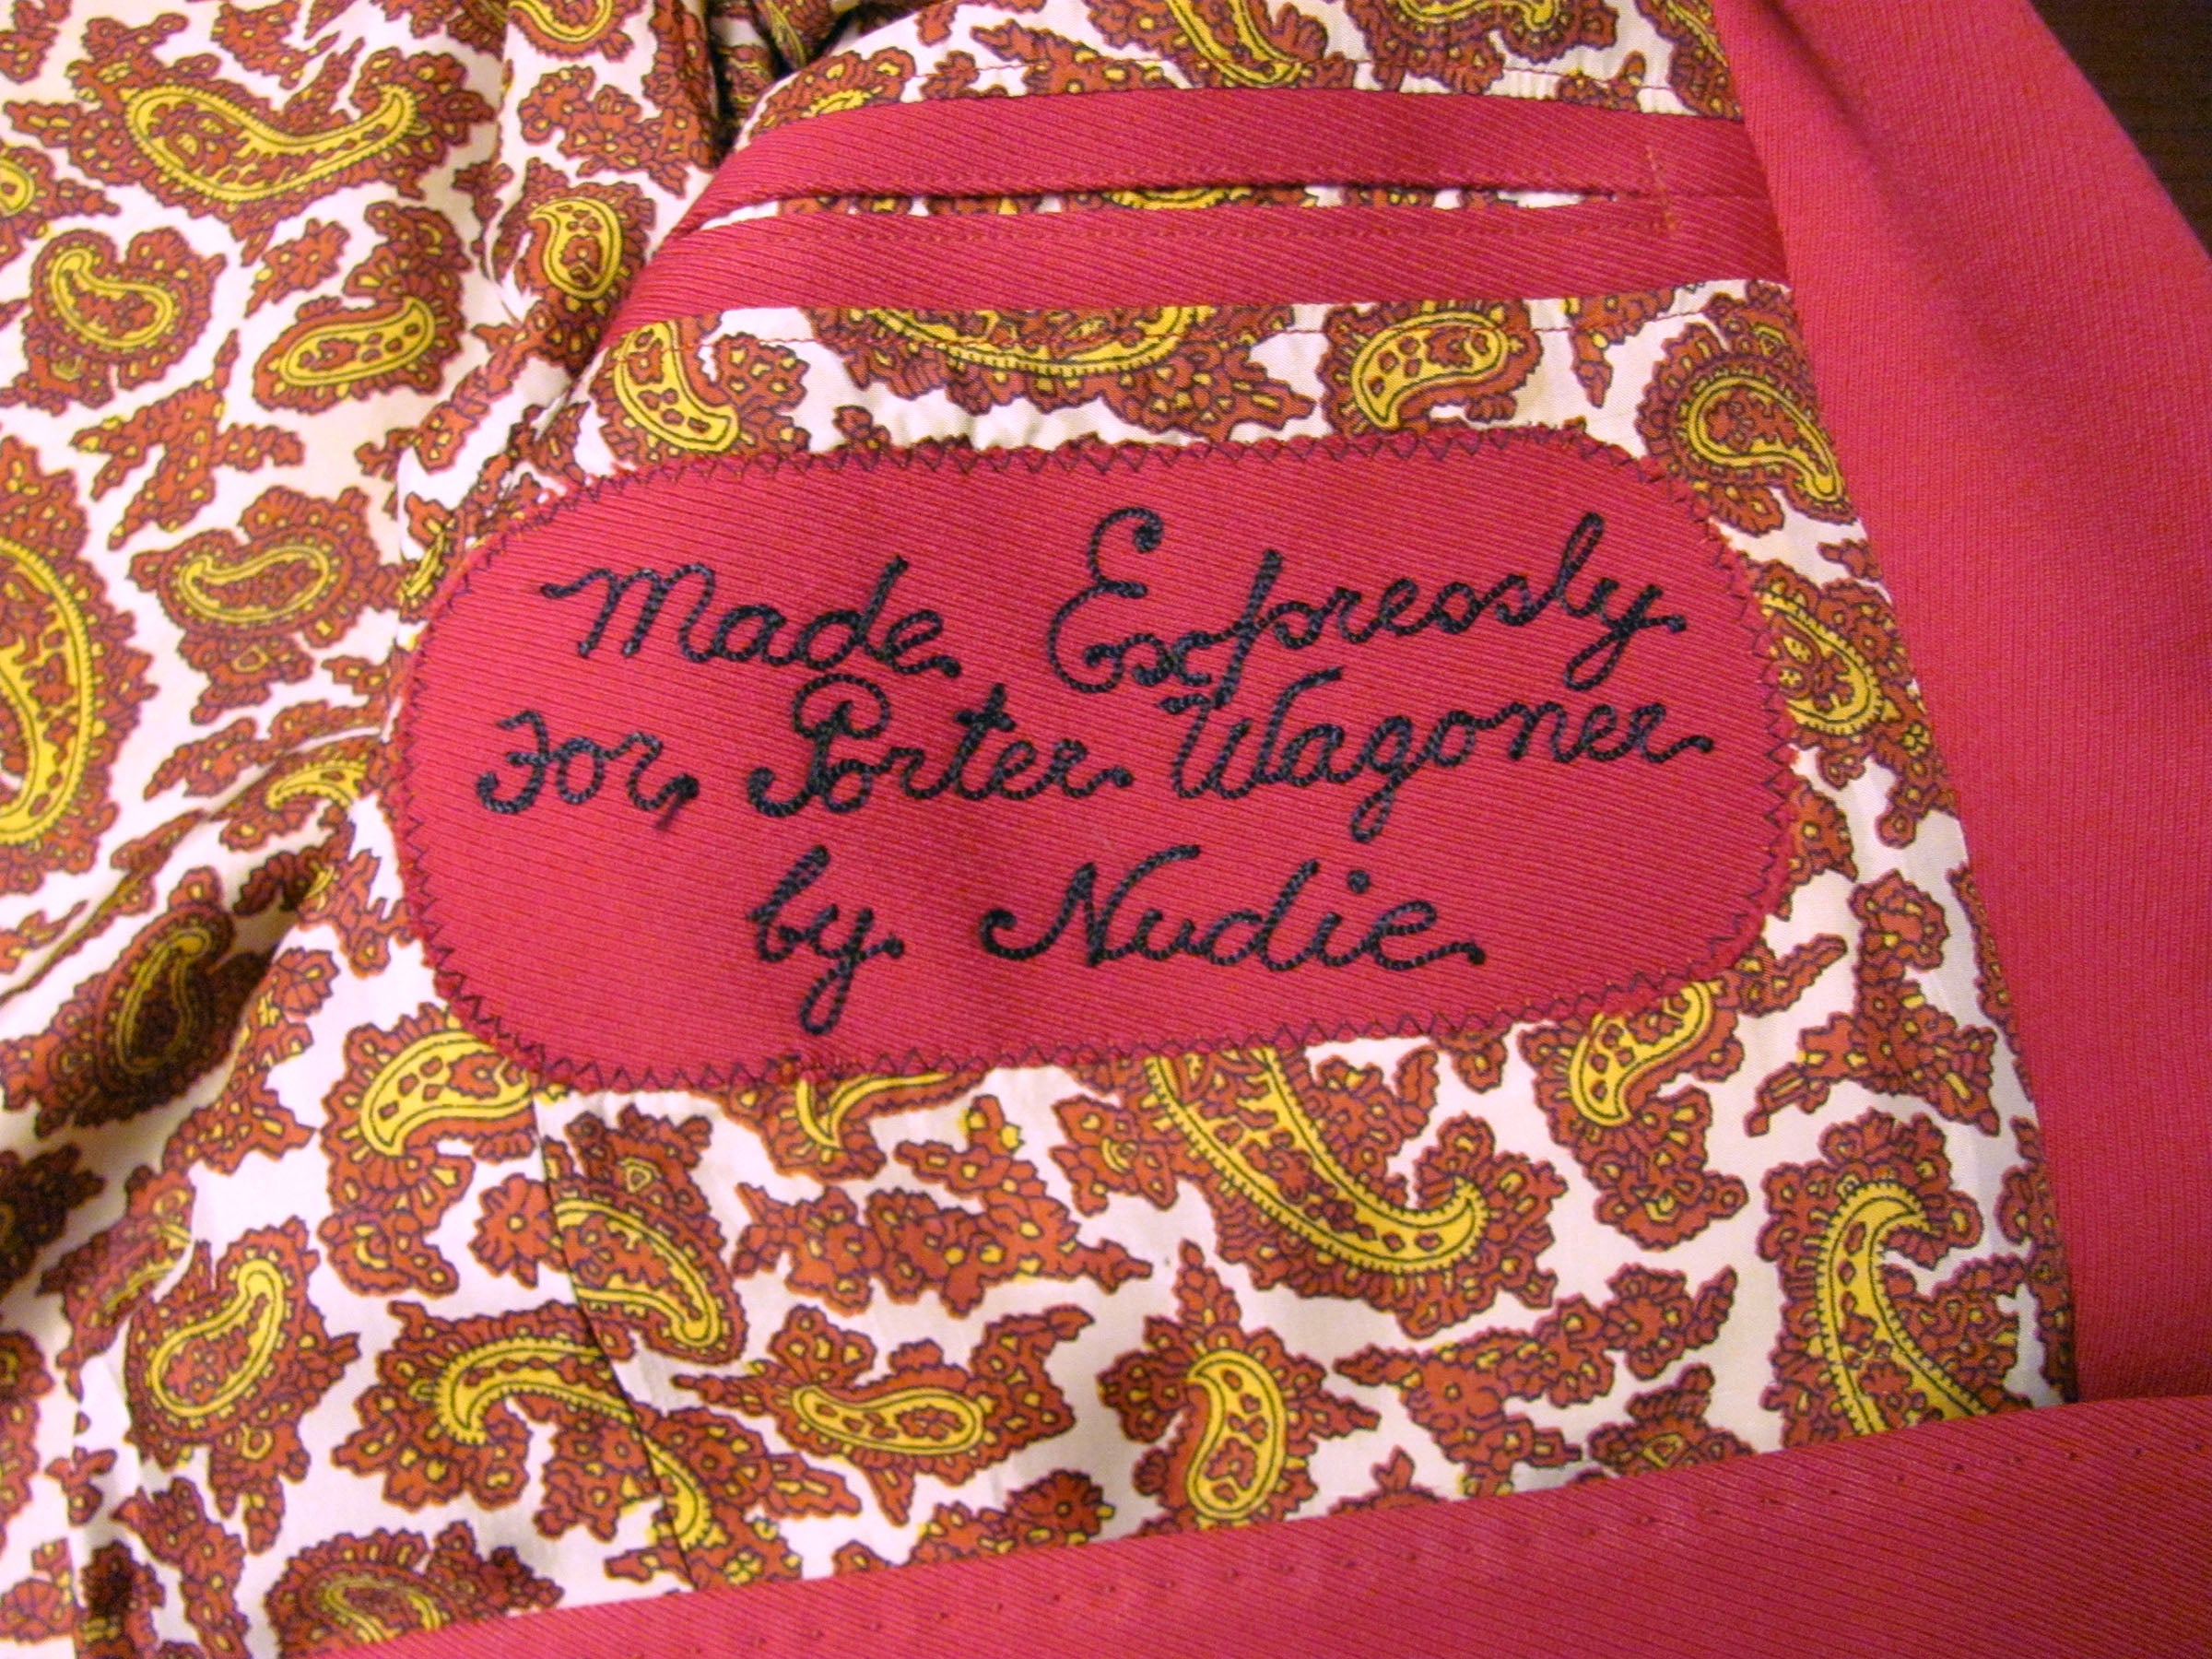 Made Expressly
For, Porter Wagoner
by Nudie